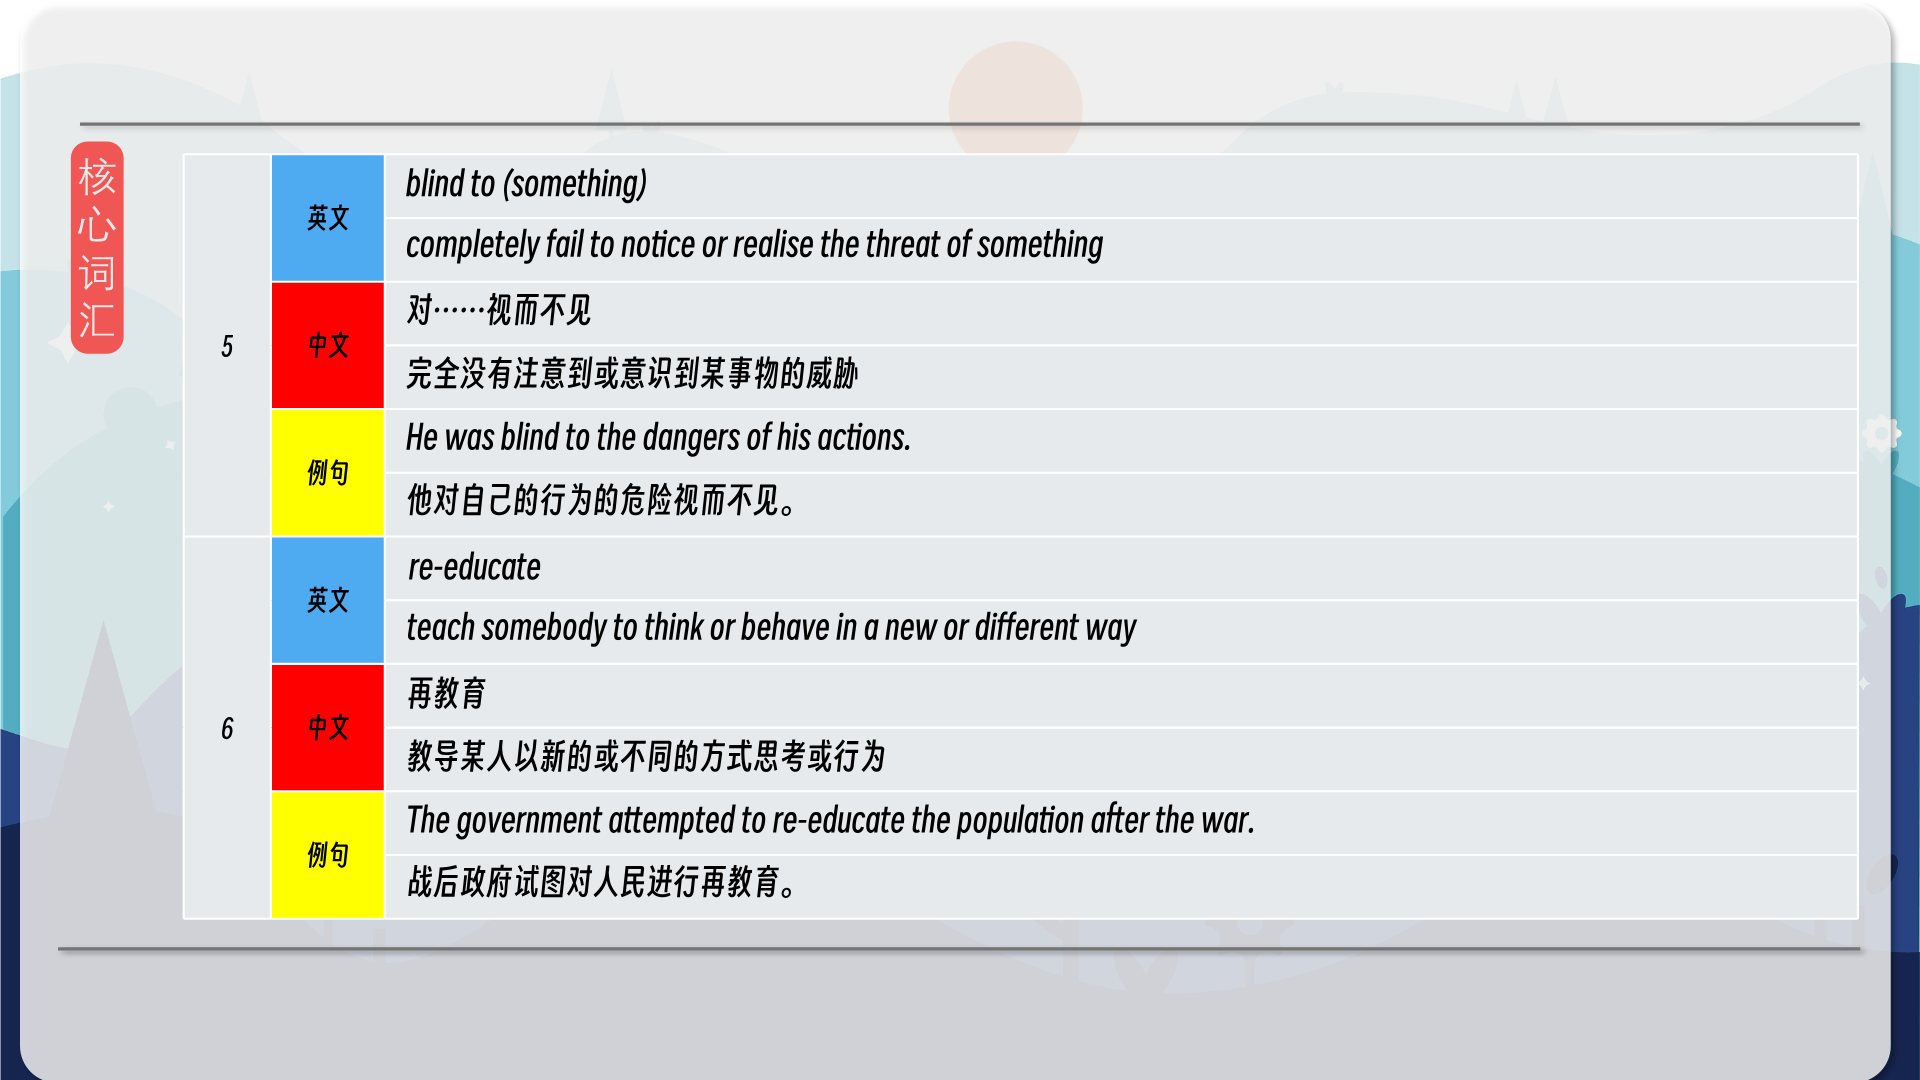 核
心
词
汇
5
英文
blind to (something)
completely fail to notice or realise the threat of something
中文
对……视而不见
完全没有注意到或意识到某事物的威胁
例句
He was blind to the dangers of his actions.
他对自己的行为的危险视而不见。
6
英文
re-educate
teach somebody to think or behave in a new or different way
中文
再教育
教导某人以新的或不同的方式思考或行为
例句
The government attempted to re-educate the population after the war.
战后政府试图对人民进行再教育。